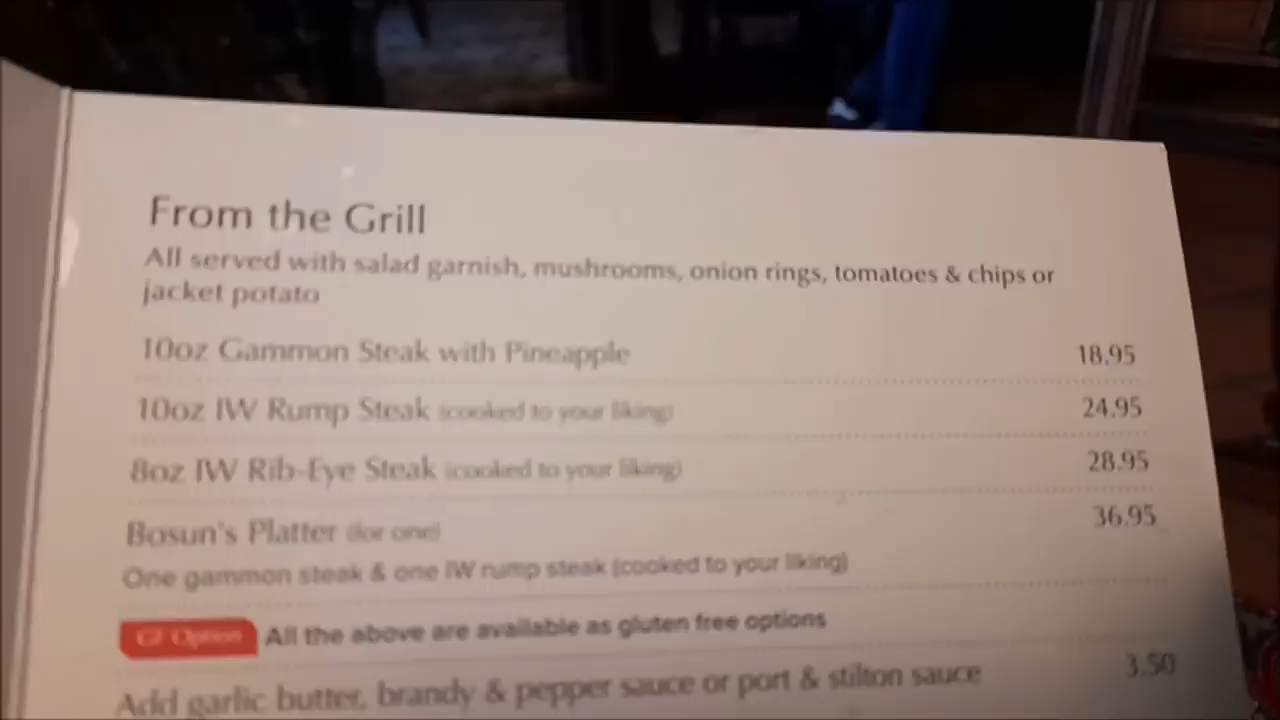 From the Grill
All served with salad garnish, mushrooms, onion rings, tomatoes & chips or
jacket potato
10oz Gammon Steak with Pineapple 18.95
10oz IW Rump Steak (cooked to your liking) 24.95
8oz IW Rib-Eye Steak (cooked to your liking) 28.95
Bosun's Platter (for one) 36.95
One gammon steak & one IW rump steak (cooked to your liking)
GF Option All the above are available as gluten free options
Add garlic butter, brandy & pepper sauce or port & stilton sauce 3.50